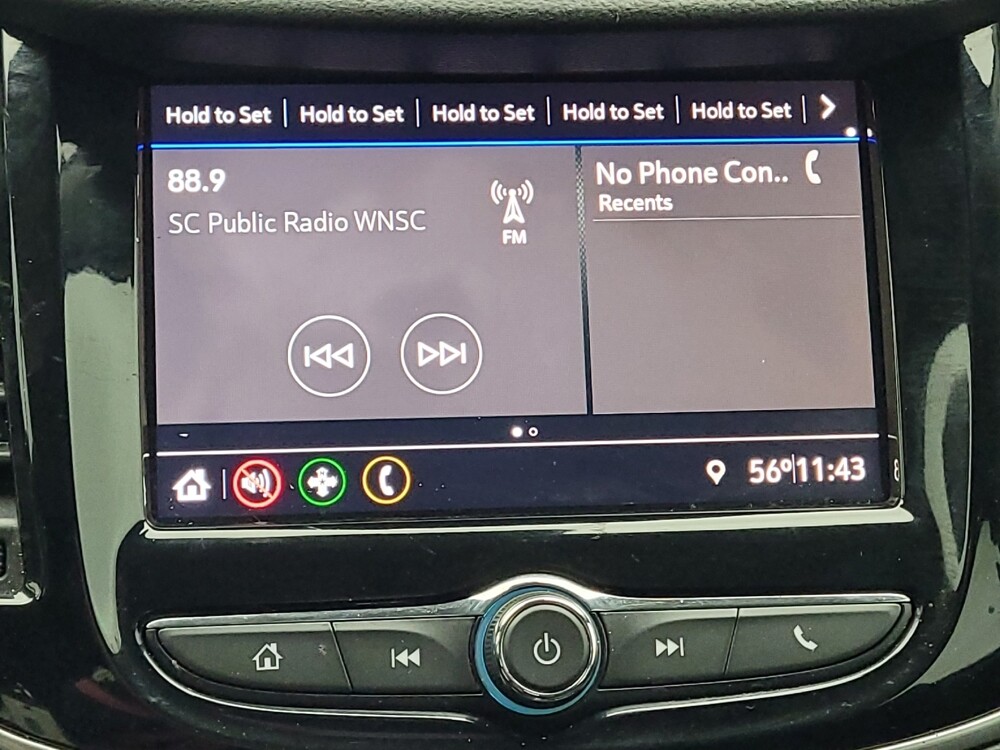 Hold to Set | Hold to Set | Hold to Set | Hold to Set | Hold to Set
88.9
SC Public Radio WNSC
FM
No Phone Con..
Recents
56°|11:43